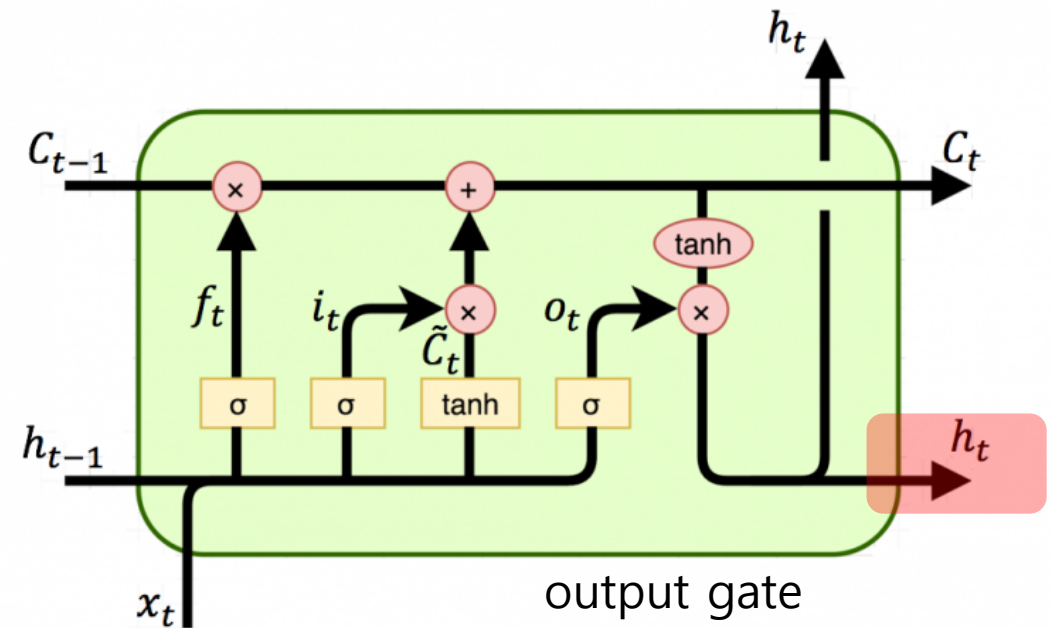 h_t
C_{t-1}
C_t
×
+
tanh
f_t
i_t
×
o_t
×
C̃_t
σ
σ
tanh
σ
h_{t-1}
h_t
output gate
x_t